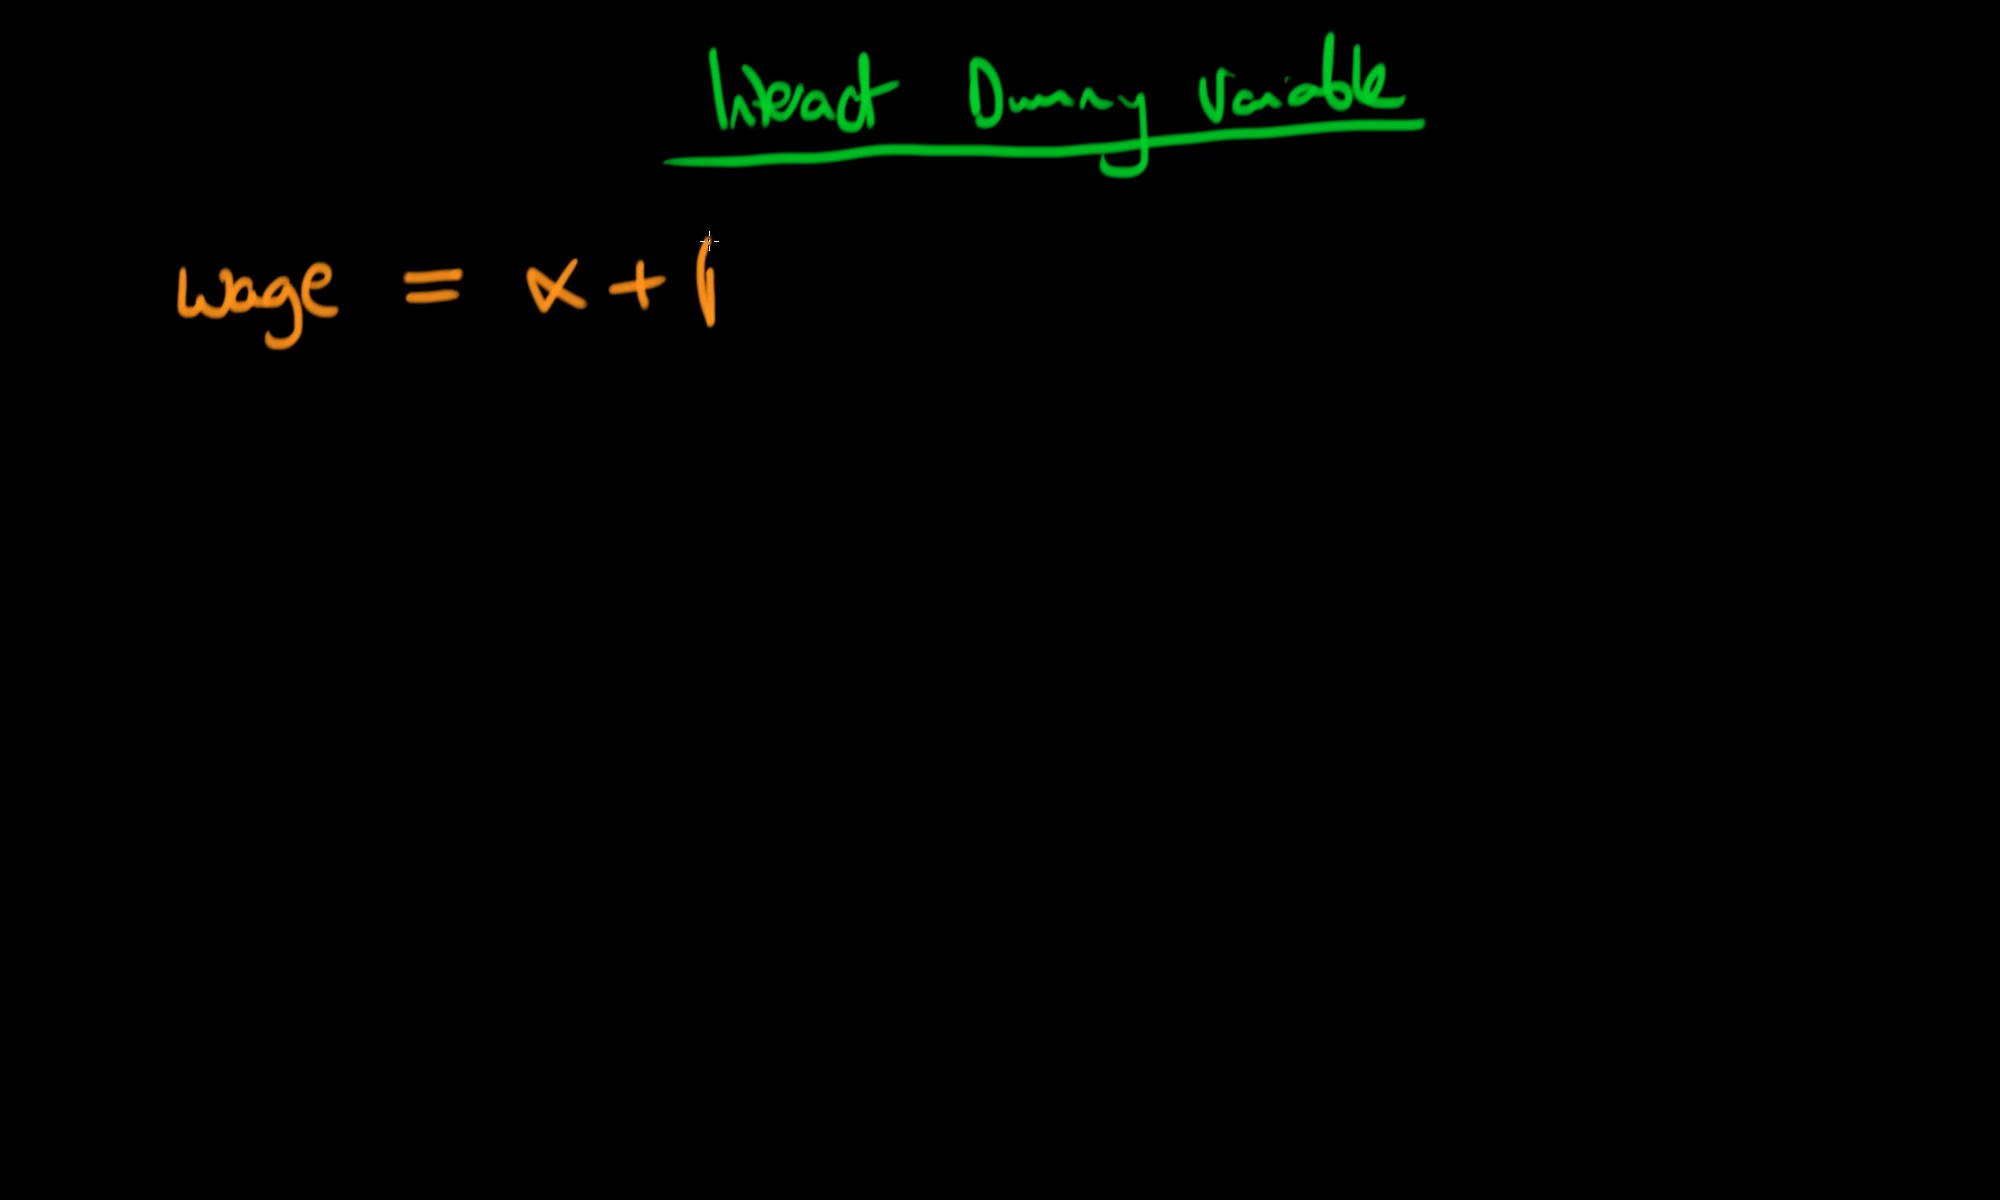 Interact Dummy Variable
wage = α +